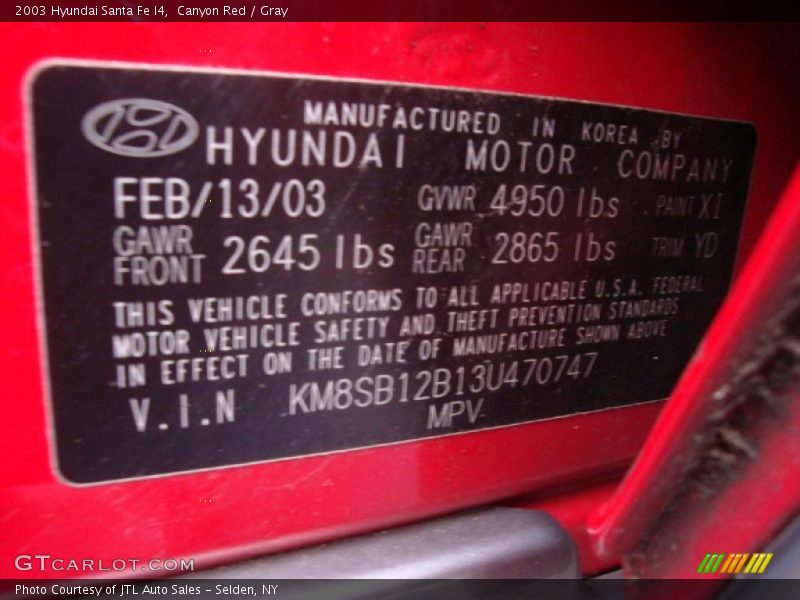 2003 Hyundai Santa Fe I4,  Canyon Red / Gray
MANUFACTURED IN KOREA BY
HYUNDAI MOTOR COMPANY
FEB/13/03 GVWR 4950 lbs PAINT XI
GAWR FRONT 2645 lbs GAWR REAR 2865 lbs TRIM YD
THIS VEHICLE CONFORMS TO ALL APPLICABLE U.S.A. FEDERAL
MOTOR VEHICLE SAFETY AND THEFT PREVENTION STANDARDS
IN EFFECT ON THE DATE OF MANUFACTURE SHOWN ABOVE
V.I.N KM8SB12B13U470747
MPV
GTCARLOT.COM
Photo Courtesy of JTL Auto Sales – Selden, NY